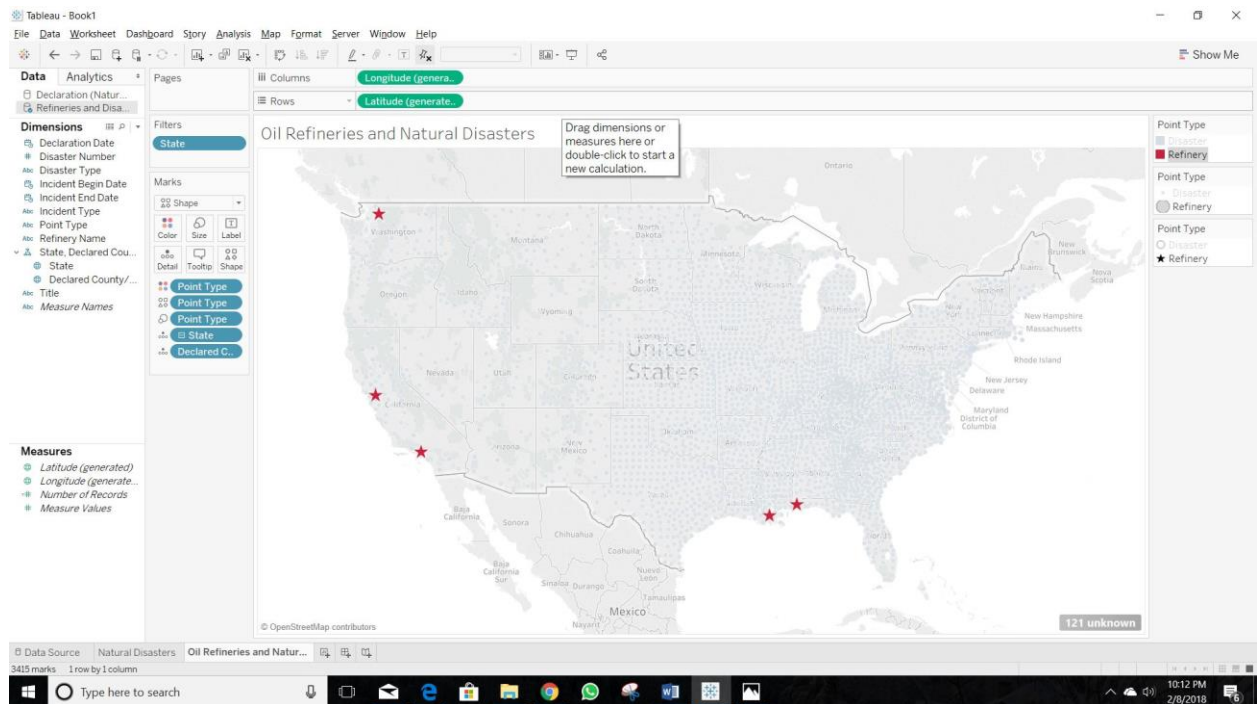 Tableau - Book1
File Data Worksheet Dashboard Story Analysis Map Format Server Window Help
Show Me
Data Analytics
Declaration (Natur...
Refineries and Disa...
Dimensions
Declaration Date
# Disaster Number
Abc Disaster Type
Incident Begin Date
Incident End Date
Abc Incident Type
Abc Point Type
Abc Refinery Name
State, Declared Cou...
State
Declared County/...
Abc Title
Abc Measure Names
Measures
Latitude (generated)
Longitude (generate...
=# Number of Records
# Measure Values
Pages
Filters
State
Marks
Shape
Color Size Label
Detail Tooltip Shape
Point Type
Point Type
Point Type
State
Declared C..
Columns
Longitude (genera..
Rows
Latitude (generate..
Oil Refineries and Natural Disasters
Drag dimensions or
measures here or
double-click to start a
new calculation.
Ontario
Washington
Montana
North
Dakota
Minnesota
New
Brunswick
Maine
Nova
Scotia
Oregon
Idaho
South
Dakota
Wisconsin
Vermont
Wyoming
Michigan
New Hampshire
Massachusetts
United
States
Rhode Island
Nevada
Utah
Colorado
New Jersey
Delaware
Maryland
District of
Columbia
California
Arizona
New
Mexico
Baja
California
Sonora
Chihuahua
Coahuila
Baja
California
Sur
Sinaloa
Durango
Nuevo
León
Tamaulipas
Mexico
Nayarit
© OpenStreetMap contributors
121 unknown
Point Type
Disaster
Refinery
Point Type
Disaster
Refinery
Point Type
Disaster
Refinery
Data Source Natural Disasters Oil Refineries and Natur...
3415 marks 1 row by 1 column
Type here to search
10:12 PM
2/8/2018